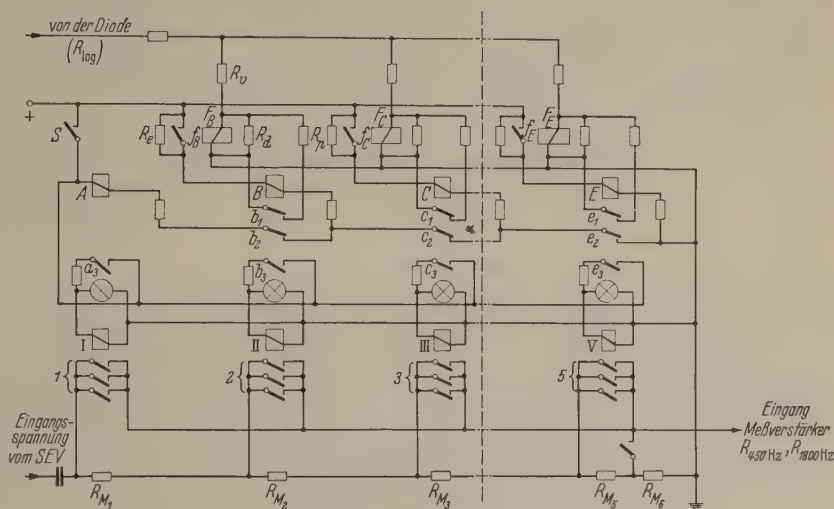 von der Diode
(R_log)
R_v
+
S
R_e
f_B
F_B
R_d
R_p
f_C
F_C
f_E
F_E
A
B
C
E
b_1
b_2
c_1
c_2
e_1
e_2
a_3
b_3
c_3
e_3
I
II
III
V
1
2
3
5
Eingangs-
spannung
vom SEV
Eingang
Meßverstärker
R_450 Hz, R_1800 Hz
R_M1
R_M2
R_M3
R_M5
R_M6